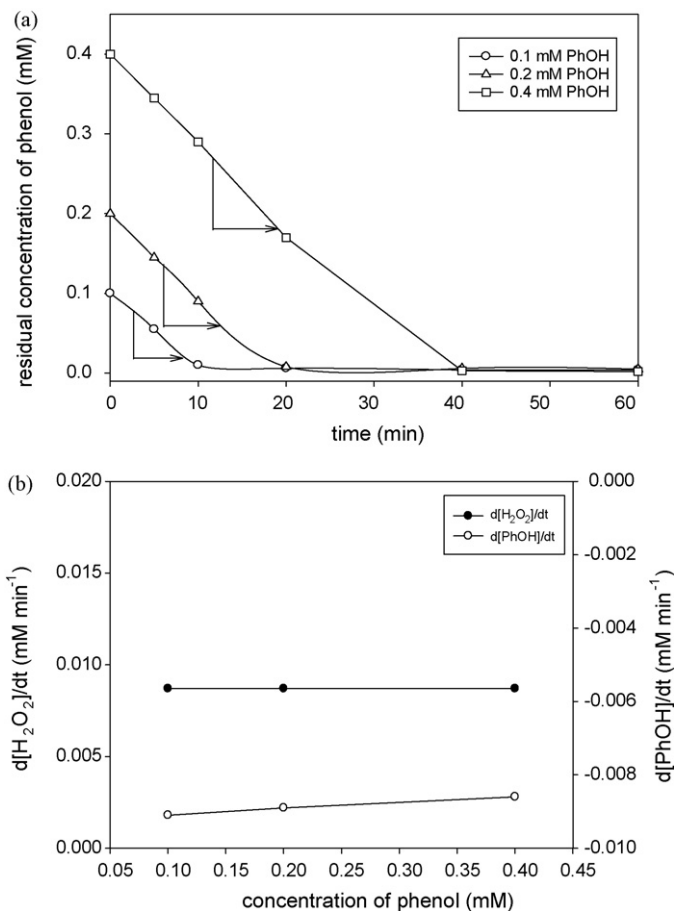 (a)
residual concentration of phenol (mM)
0.4
0.3
0.2
0.1
0.0
0.1 mM PhOH
0.2 mM PhOH
0.4 mM PhOH
0 10 20 30 40 50 60
time (min)
(b)
d[H₂O₂]/dt (mM min⁻¹)
0.020
0.015
0.010
0.005
0.000
d[H₂O₂]/dt
d[PhOH]/dt
0.000
-0.002
-0.004
-0.006
-0.008
-0.010
d[PhOH]/dt (mM min⁻¹)
0.05 0.10 0.15 0.20 0.25 0.30 0.35 0.40 0.45
concentration of phenol (mM)